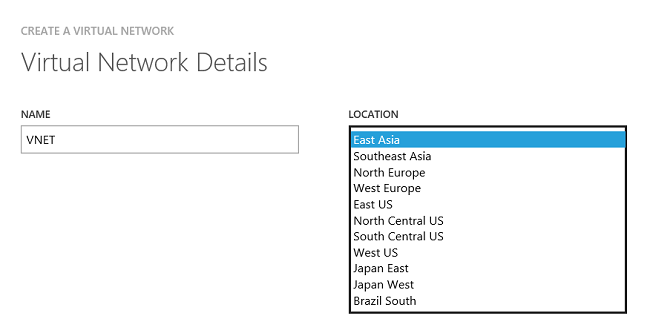 CREATE A VIRTUAL NETWORK
Virtual Network Details
NAME
VNET
LOCATION
East Asia
Southeast Asia
North Europe
West Europe
East US
North Central US
South Central US
West US
Japan East
Japan West
Brazil South